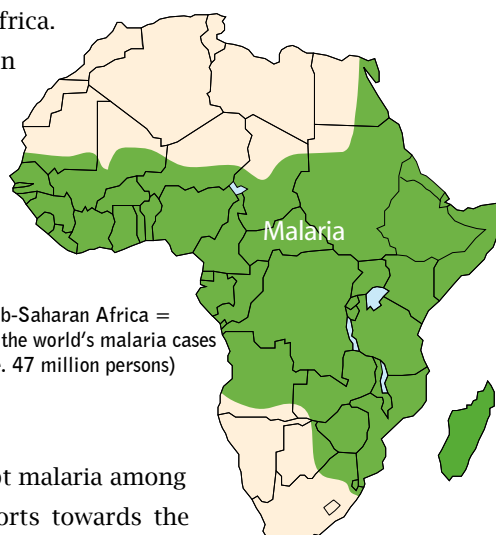 frica.
n
Malaria
b-Saharan Africa =
the world's malaria cases
e. 47 million persons)
t malaria among
orts towards the